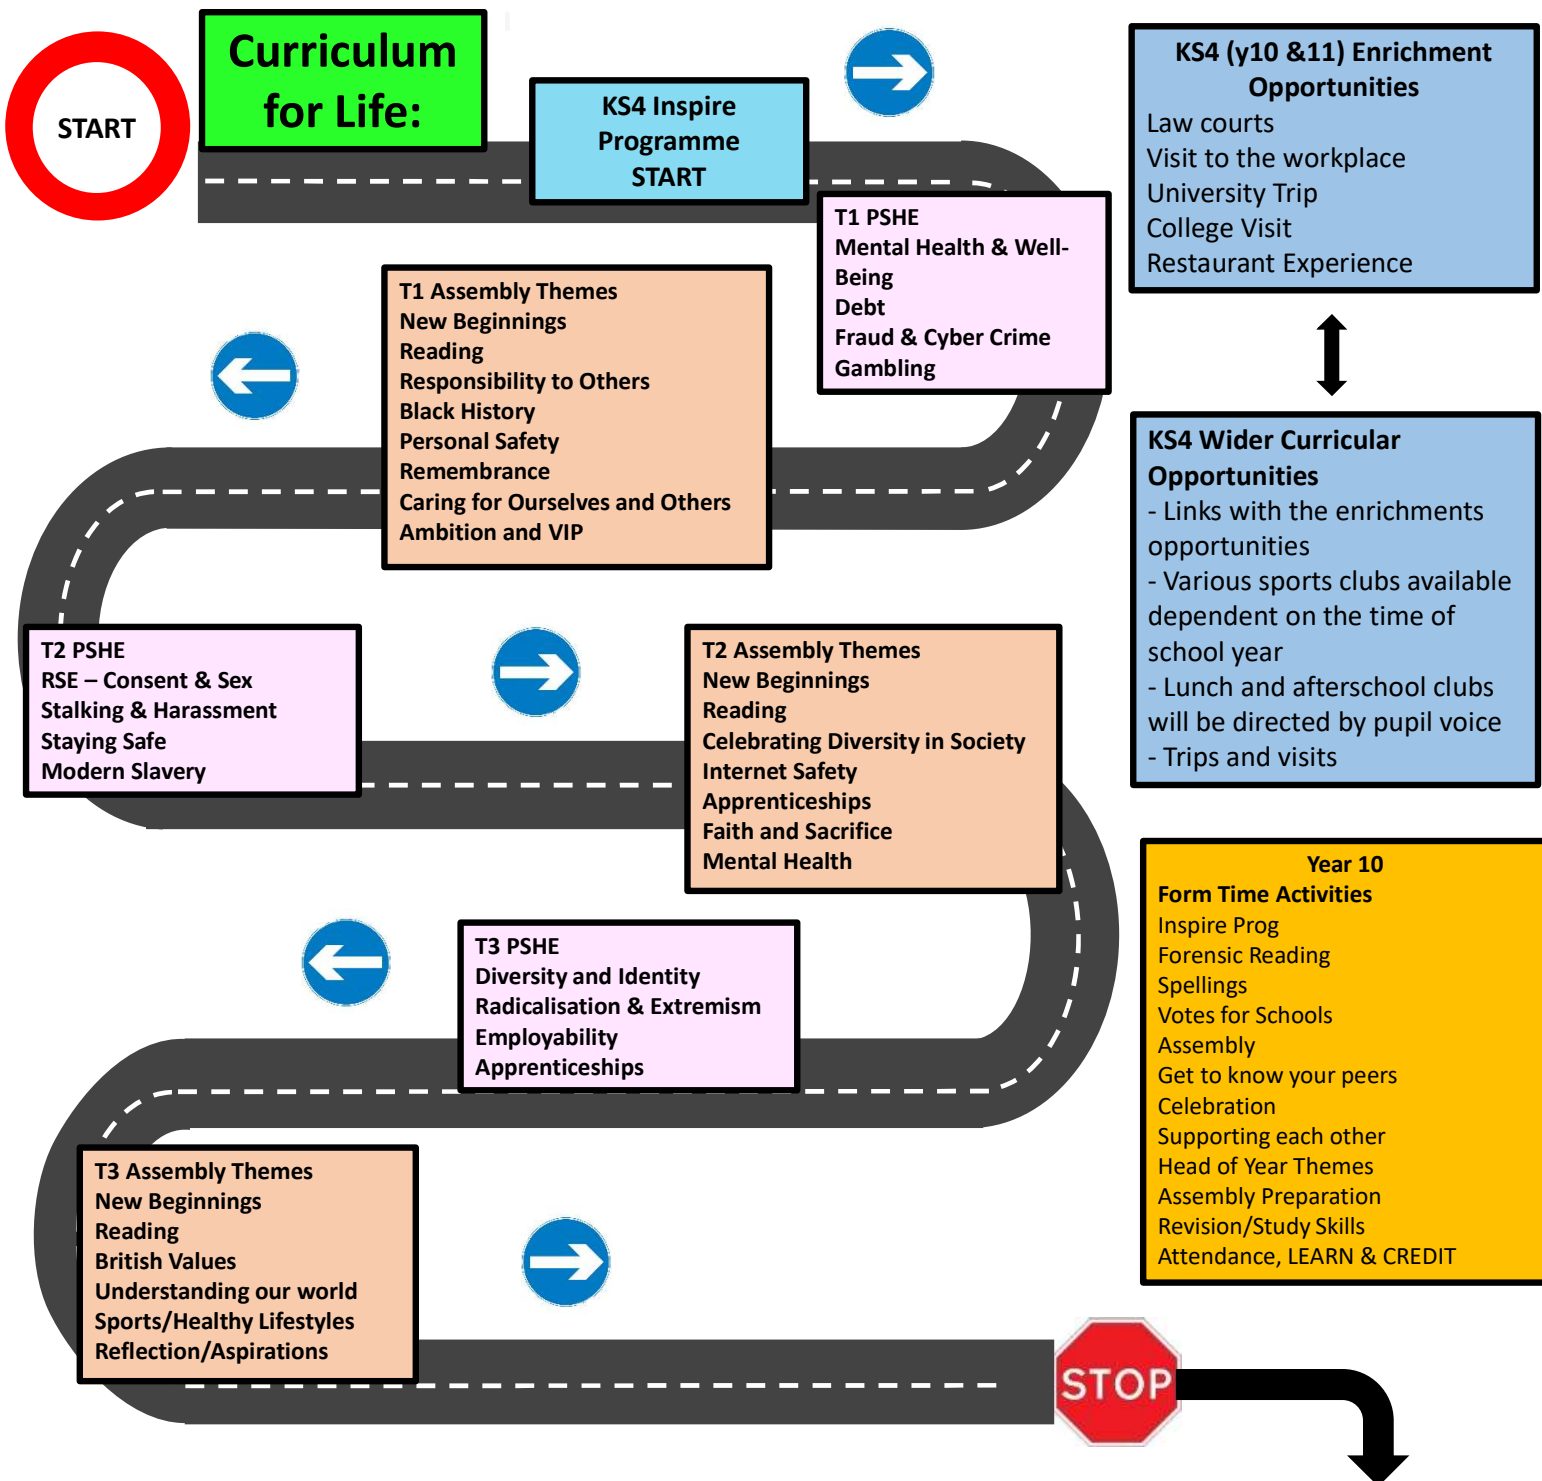 START
Curriculum
for Life:
KS4 Inspire
Programme
START
T1 PSHE
Mental Health & Well-
Being
Debt
Fraud & Cyber Crime
Gambling
T1 Assembly Themes
New Beginnings
Reading
Responsibility to Others
Black History
Personal Safety
Remembrance
Caring for Ourselves and Others
Ambition and VIP
T2 PSHE
RSE – Consent & Sex
Stalking & Harassment
Staying Safe
Modern Slavery
T2 Assembly Themes
New Beginnings
Reading
Celebrating Diversity in Society
Internet Safety
Apprenticeships
Faith and Sacrifice
Mental Health
T3 PSHE
Diversity and Identity
Radicalisation & Extremism
Employability
Apprenticeships
T3 Assembly Themes
New Beginnings
Reading
British Values
Understanding our world
Sports/Healthy Lifestyles
Reflection/Aspirations
STOP
KS4 (y10 &11) Enrichment
Opportunities
Law courts
Visit to the workplace
University Trip
College Visit
Restaurant Experience
KS4 Wider Curricular
Opportunities
- Links with the enrichments
opportunities
- Various sports clubs available
dependent on the time of
school year
- Lunch and afterschool clubs
will be directed by pupil voice
- Trips and visits
Year 10
Form Time Activities
Inspire Prog
Forensic Reading
Spellings
Votes for Schools
Assembly
Get to know your peers
Celebration
Supporting each other
Head of Year Themes
Assembly Preparation
Revision/Study Skills
Attendance, LEARN & CREDIT